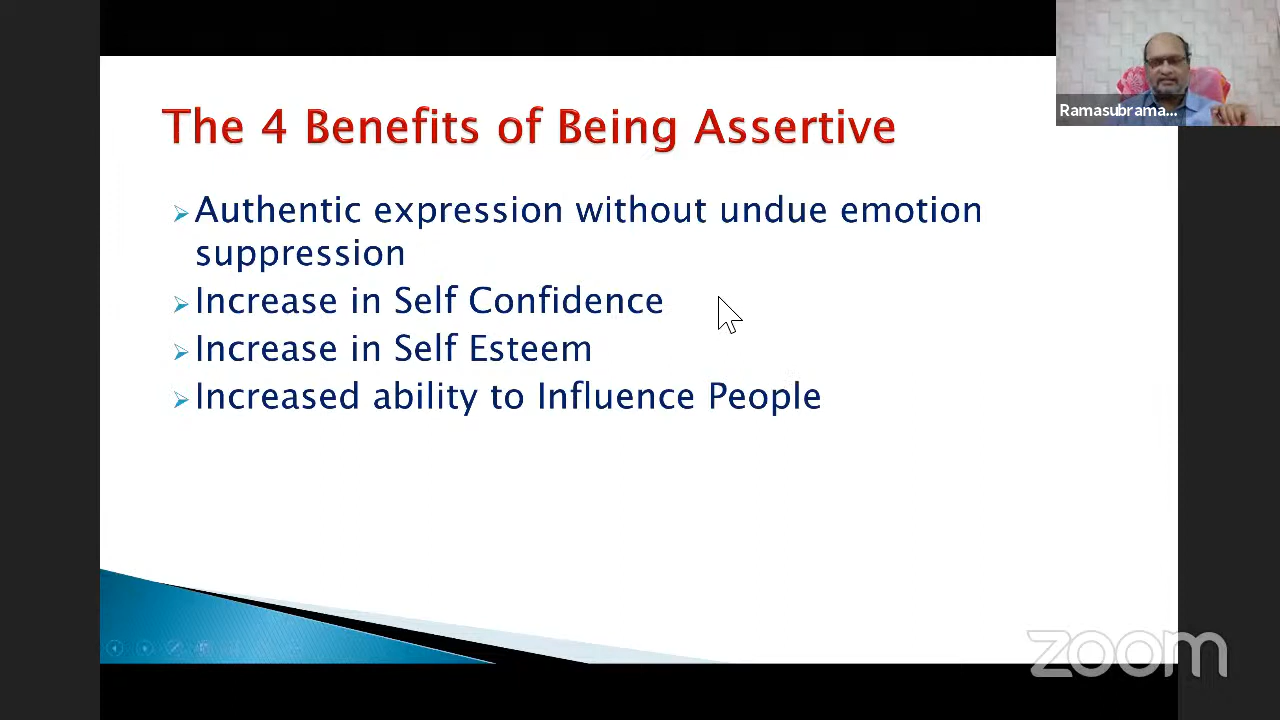 The 4 Benefits of Being Assertive
Authentic expression without undue emotion
suppression
Increase in Self Confidence
Increase in Self Esteem
Increased ability to Influence People
Ramasubrama...
zoom